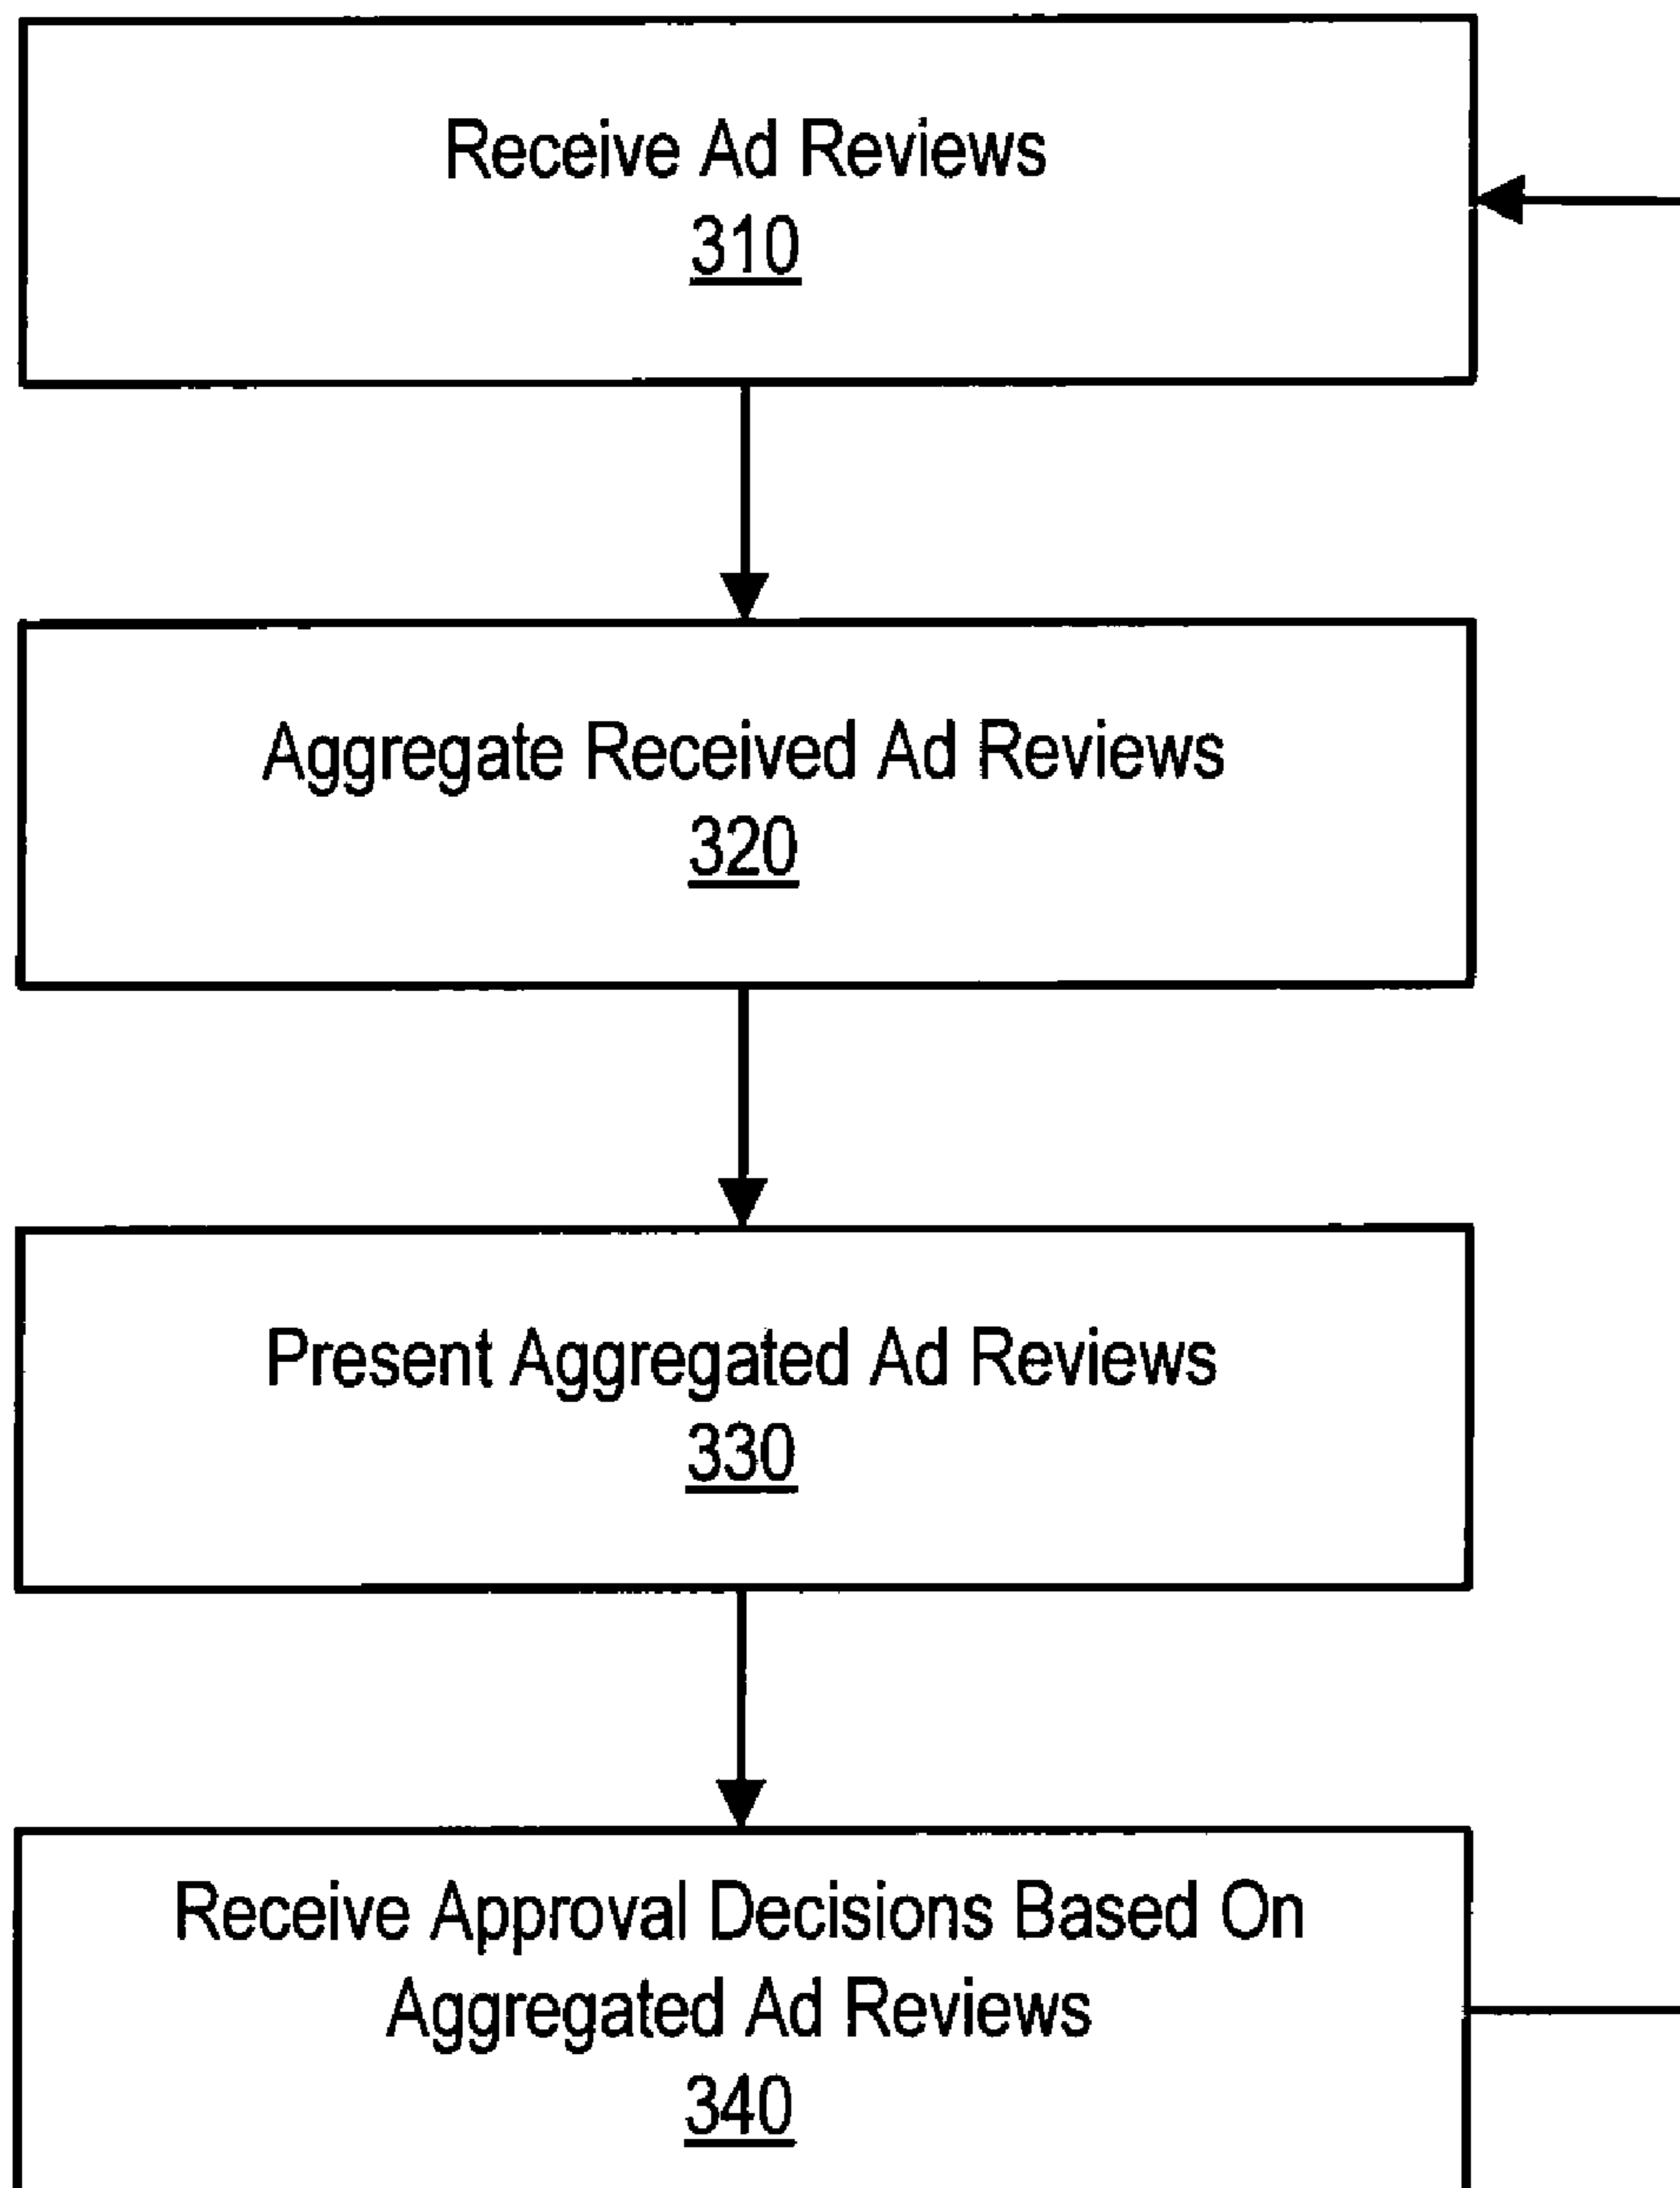 Receive Ad Reviews
310
Aggregate Received Ad Reviews
320
Present Aggregated Ad Reviews
330
Receive Approval Decisions Based On
Aggregated Ad Reviews
340